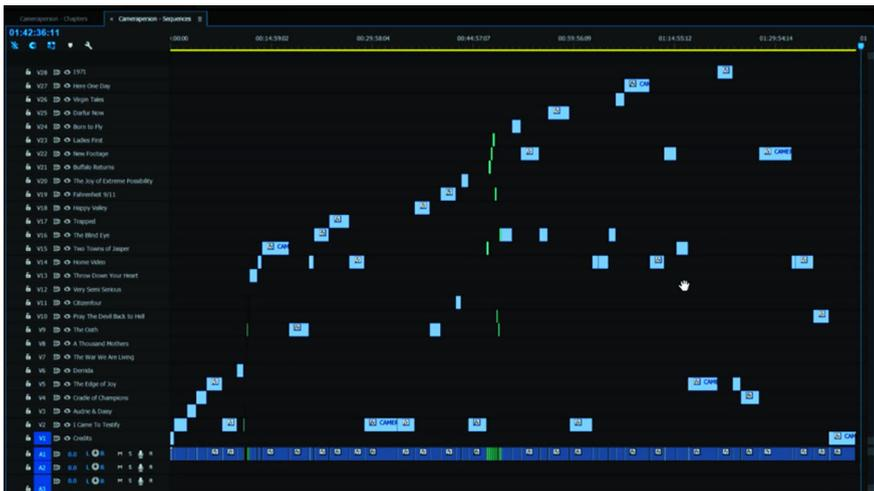 Cameraperson - Chapters × Cameraperson - Sequences ≡
01:42:36:11
:00:00 00:14:59:02 00:29:58:04 00:44:57:07 00:59:56:09 01:14:55:12 01:29:54:14 01
V28 1971
V27 Here One Day
V26 Virgin Tales
V25 Darfur Now
V24 Born to Fly
V23 Ladies First
V22 New Footage
V21 Buffalo Returns
V20 The Joy of Extreme Possibility
V19 Fahrenheit 9/11
V18 Happy Valley
V17 Trapped
V16 The Blind Eye
V15 Two Towns of Jasper
V14 Home Video
V13 Throw Down Your Heart
V12 Very Semi Serious
V11 Citizenfour
V10 Pray The Devil Back to Hell
V9 The Oath
V8 A Thousand Mothers
V7 The War We Are Living
V6 Derrida
V5 The Edge of Joy
V4 Cradle of Champions
V3 Audrie & Daisy
V2 I Came To Testify
V1 Credits
A1 0.0 L R M S R
A2 0.0 L R M S R
A3 0.0 L R M S R